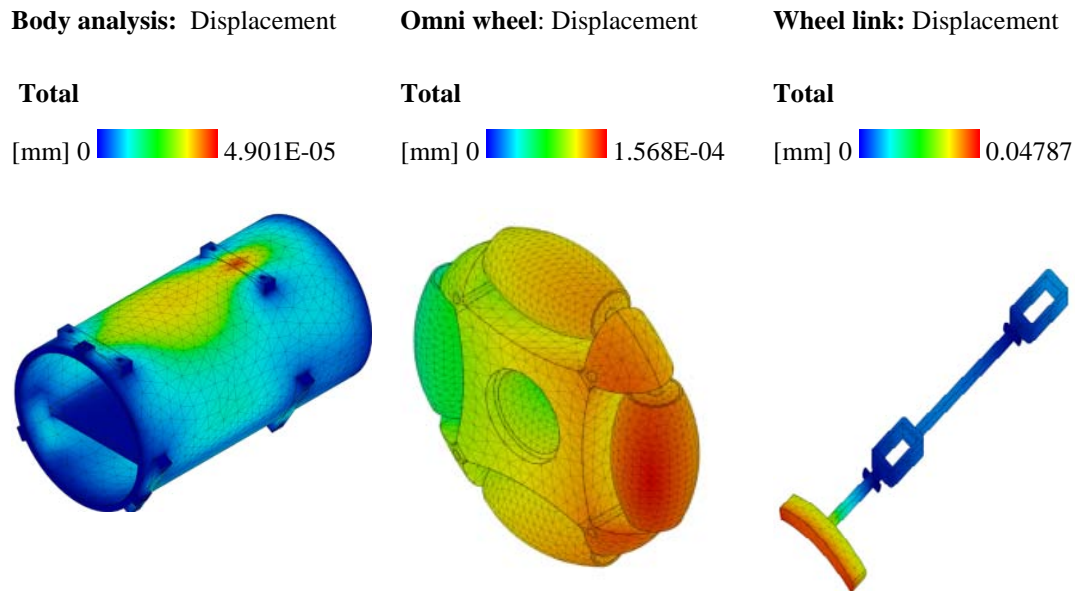 Body analysis: Displacement
Omni wheel: Displacement
Wheel link: Displacement
Total
Total
Total
[mm] 0 4.901E-05
[mm] 0 1.568E-04
[mm] 0 0.04787